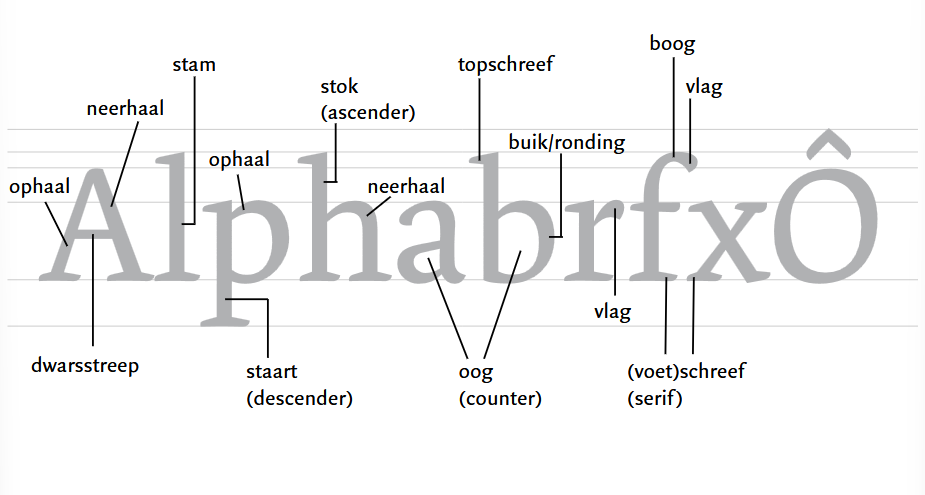 boog
stam
topschreef
vlag
stok
(ascender)
neerhaal
buik/ronding
ophaal
ophaal
neerhaal
AlphabrfxÔ
vlag
dwarsstreep
staart
(descender)
oog
(counter)
(voet)schreef
(serif)